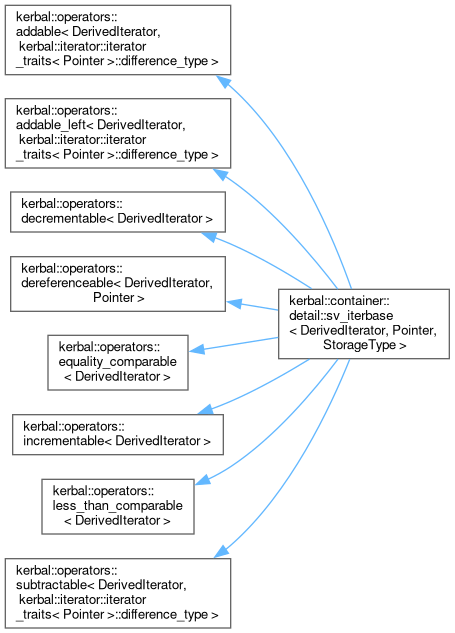 kerbal::operators::
addable< DerivedIterator,
kerbal::iterator::iterator
_traits< Pointer >::difference_type >
kerbal::operators::
addable_left< DerivedIterator,
kerbal::iterator::iterator
_traits< Pointer >::difference_type >
kerbal::operators::
decrementable< DerivedIterator >
kerbal::operators::
dereferenceable< DerivedIterator,
Pointer >
kerbal::container::
detail::sv_iterbase
< DerivedIterator, Pointer,
StorageType >
kerbal::operators::
equality_comparable
< DerivedIterator >
kerbal::operators::
incrementable< DerivedIterator >
kerbal::operators::
less_than_comparable
< DerivedIterator >
kerbal::operators::
subtractable< DerivedIterator,
kerbal::iterator::iterator
_traits< Pointer >::difference_type >